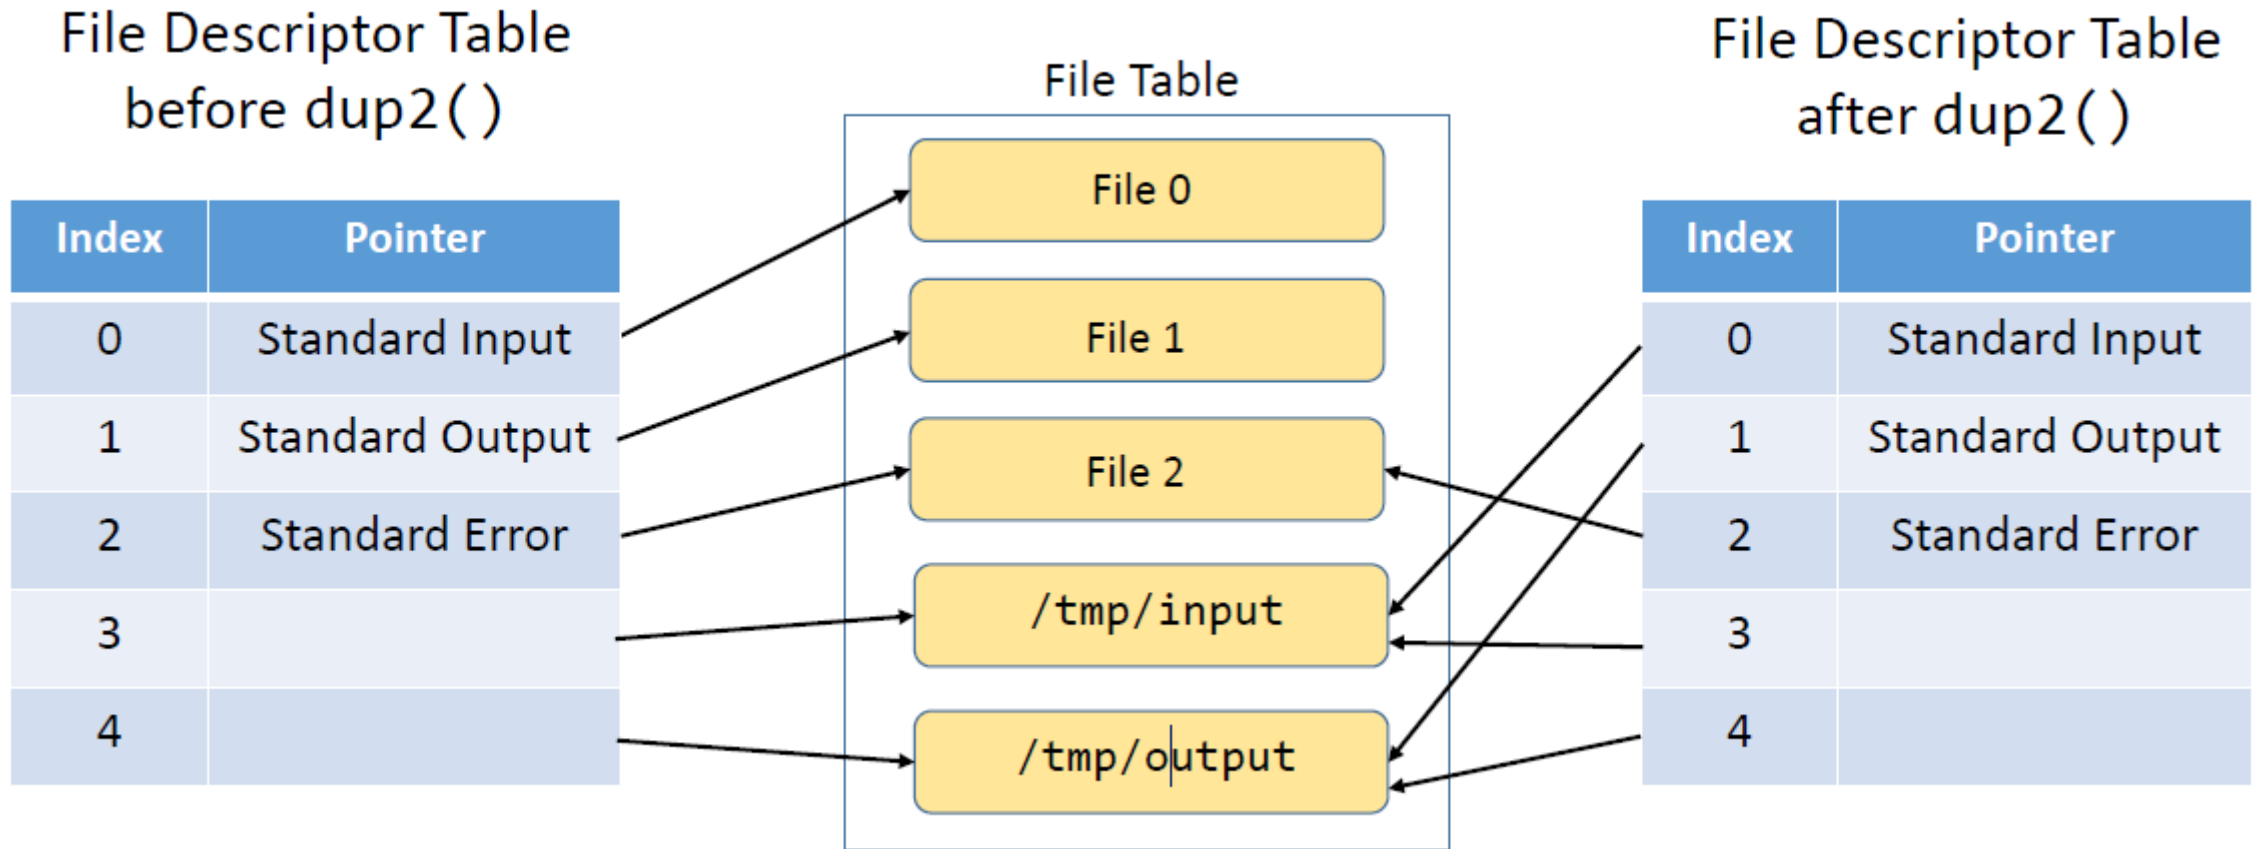 File Descriptor Table
before dup2()
Index Pointer
0 Standard Input
1 Standard Output
2 Standard Error
3
4
File Table
File 0
File 1
File 2
/tmp/input
/tmp/output
File Descriptor Table
after dup2()
Index Pointer
0 Standard Input
1 Standard Output
2 Standard Error
3
4